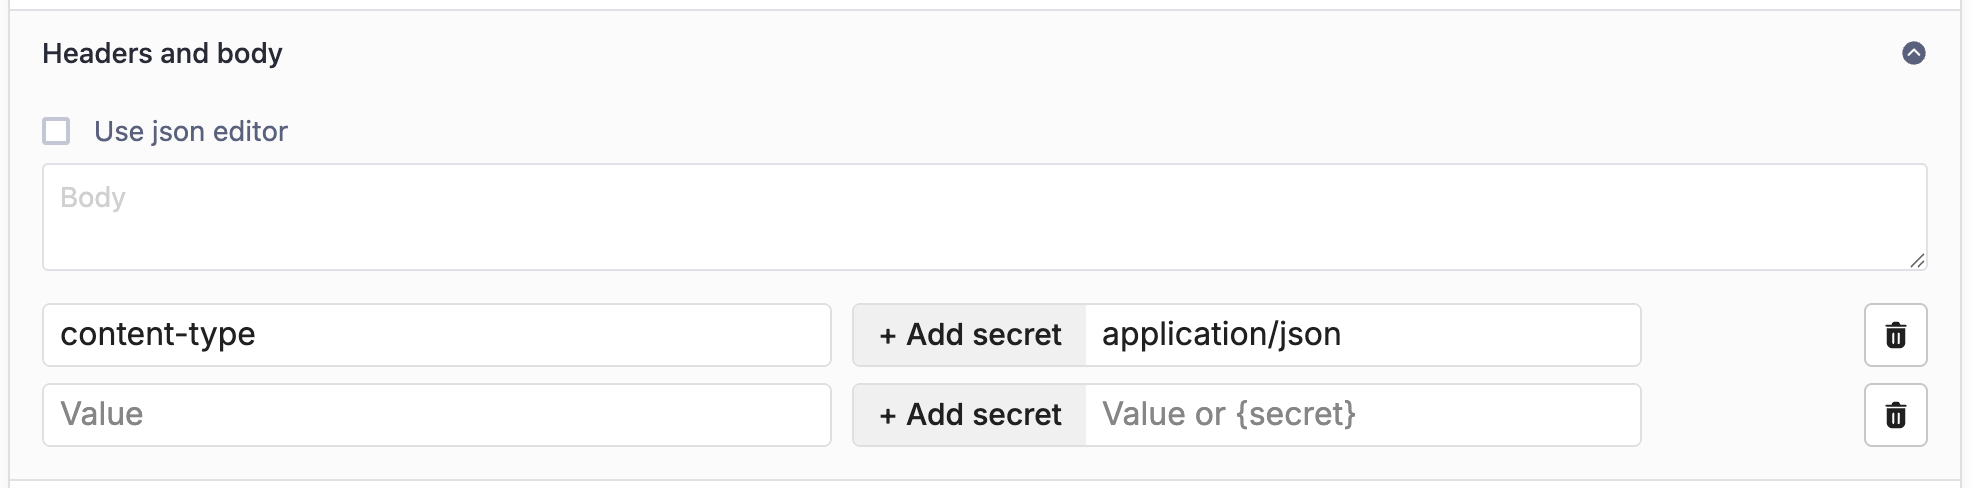 Headers and body
Use json editor
Body
content-type + Add secret application/json
Value + Add secret Value or {secret}